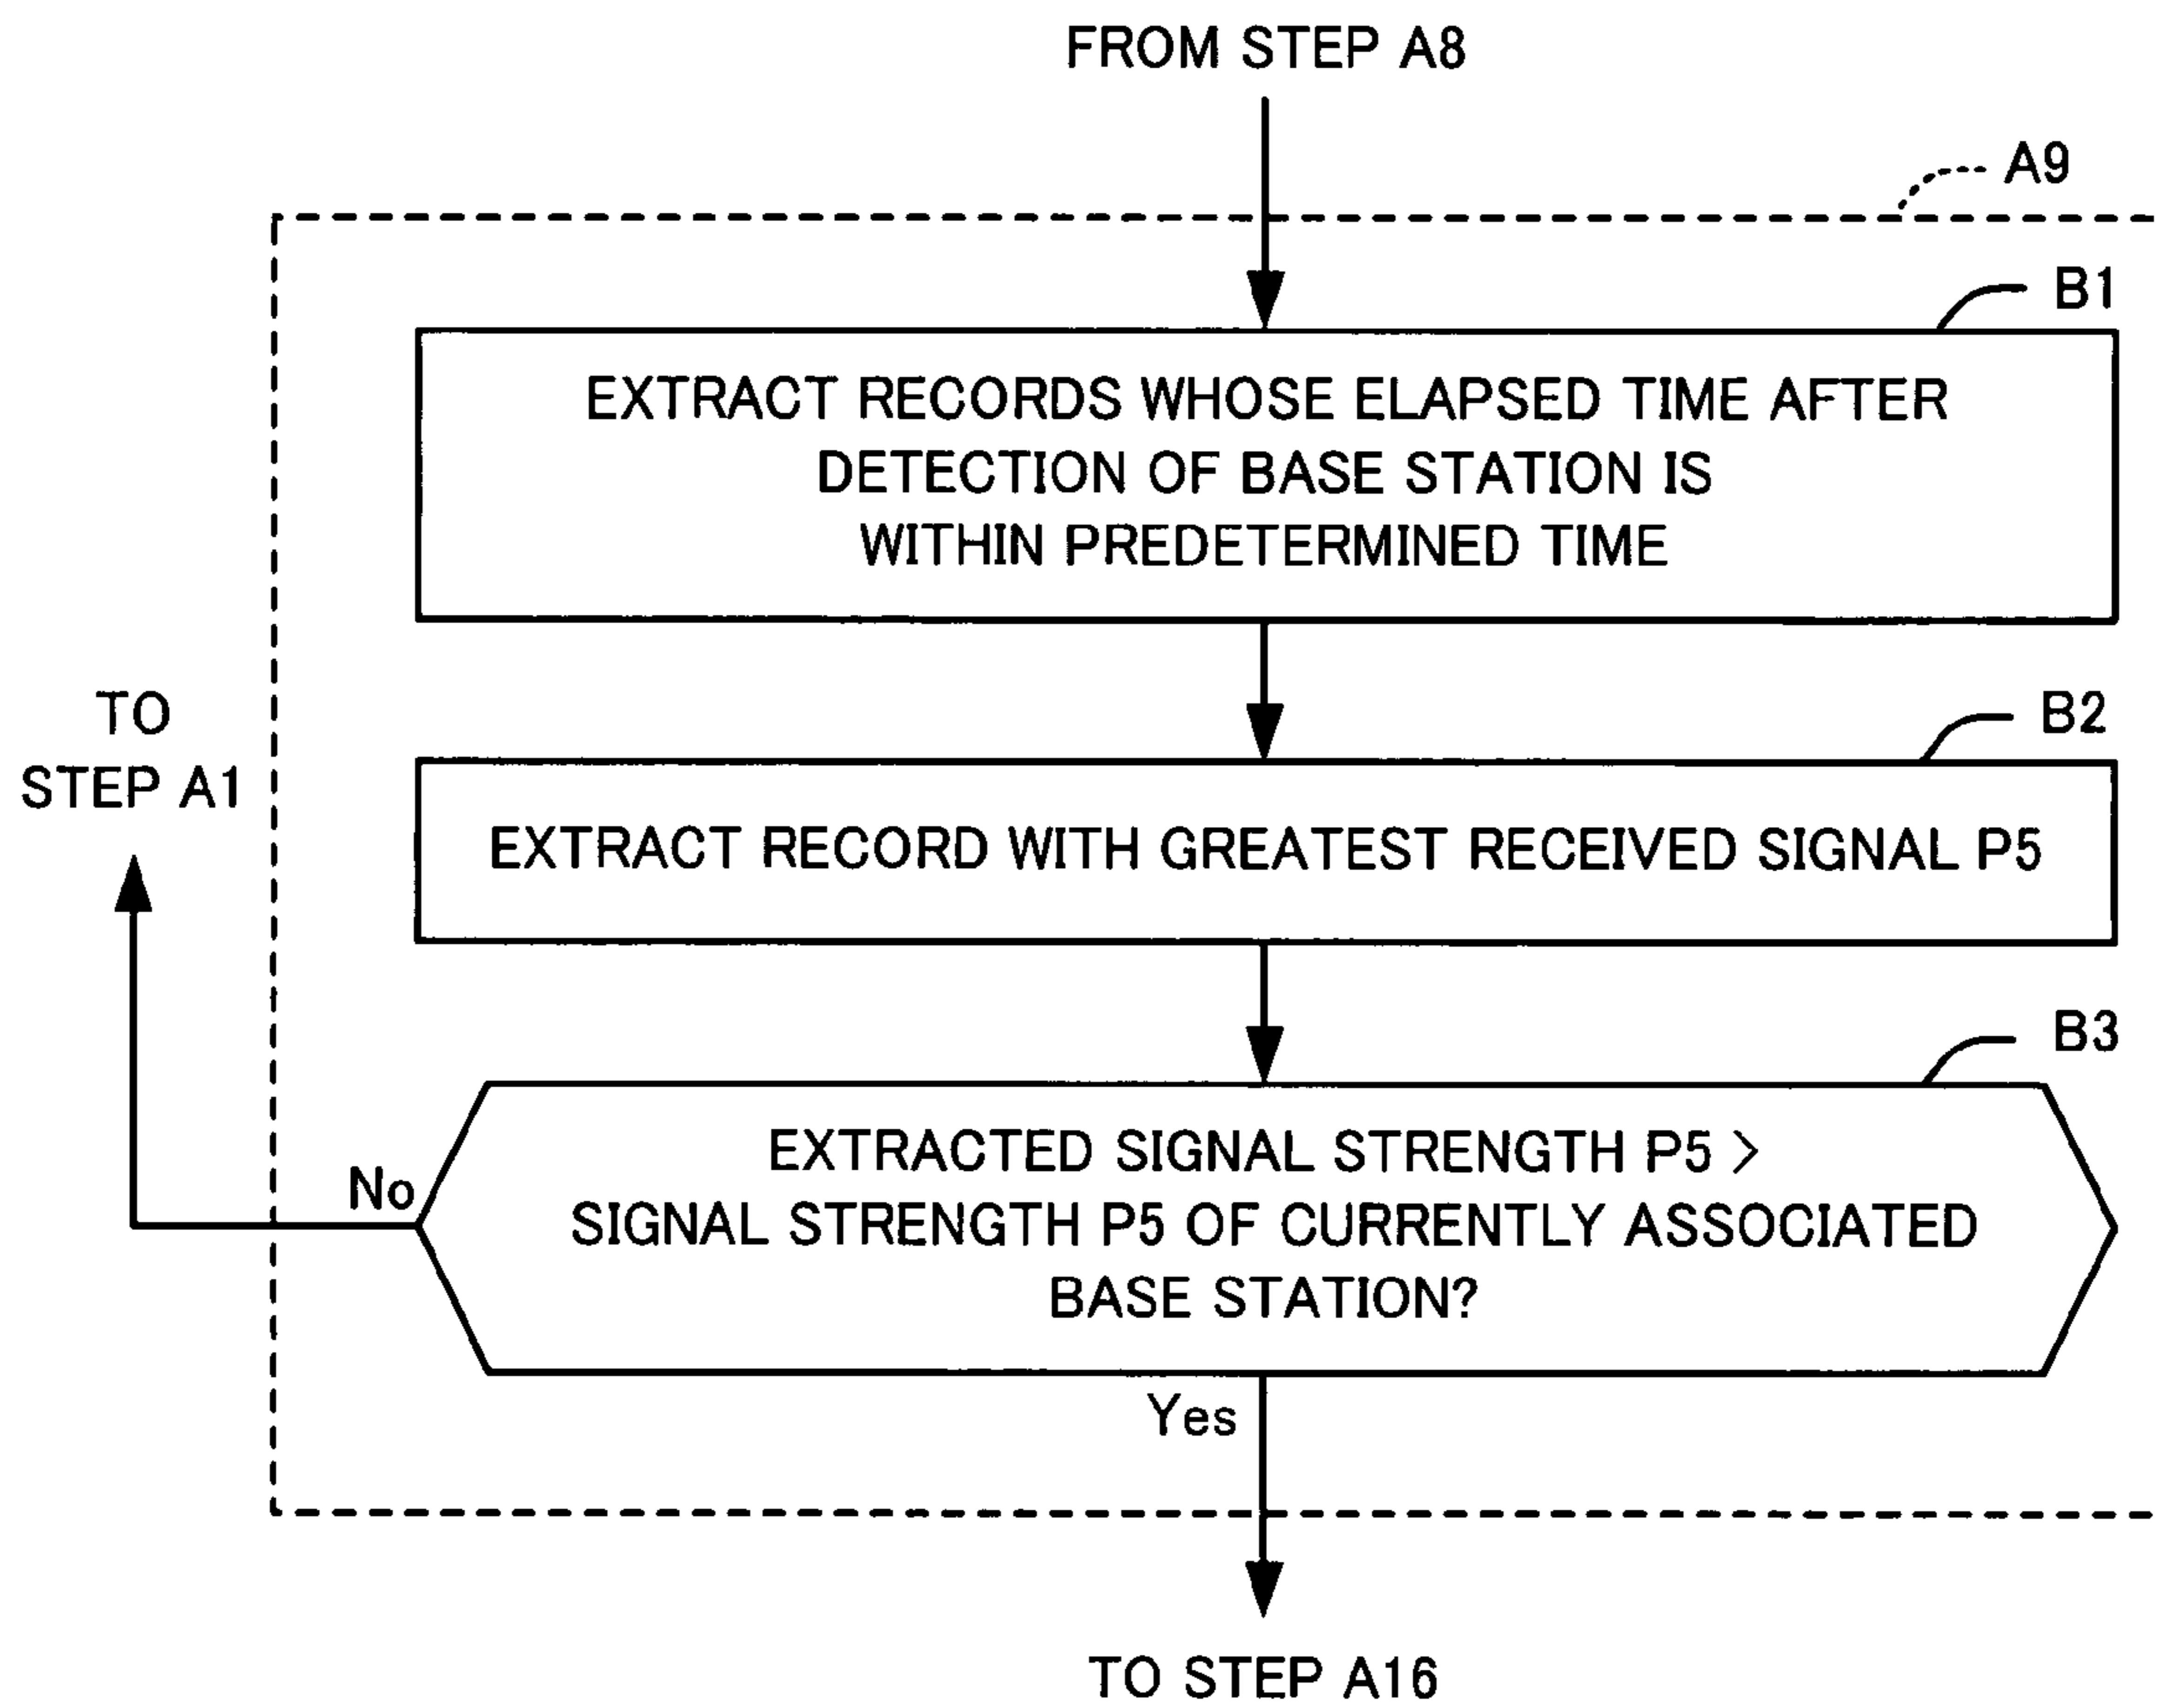 FROM STEP A8
A9
B1
EXTRACT RECORDS WHOSE ELAPSED TIME AFTER
DETECTION OF BASE STATION IS
WITHIN PREDETERMINED TIME
TO
STEP A1
B2
EXTRACT RECORD WITH GREATEST RECEIVED SIGNAL P5
B3
No
EXTRACTED SIGNAL STRENGTH P5 >
SIGNAL STRENGTH P5 OF CURRENTLY ASSOCIATED
BASE STATION?
Yes
TO STEP A16